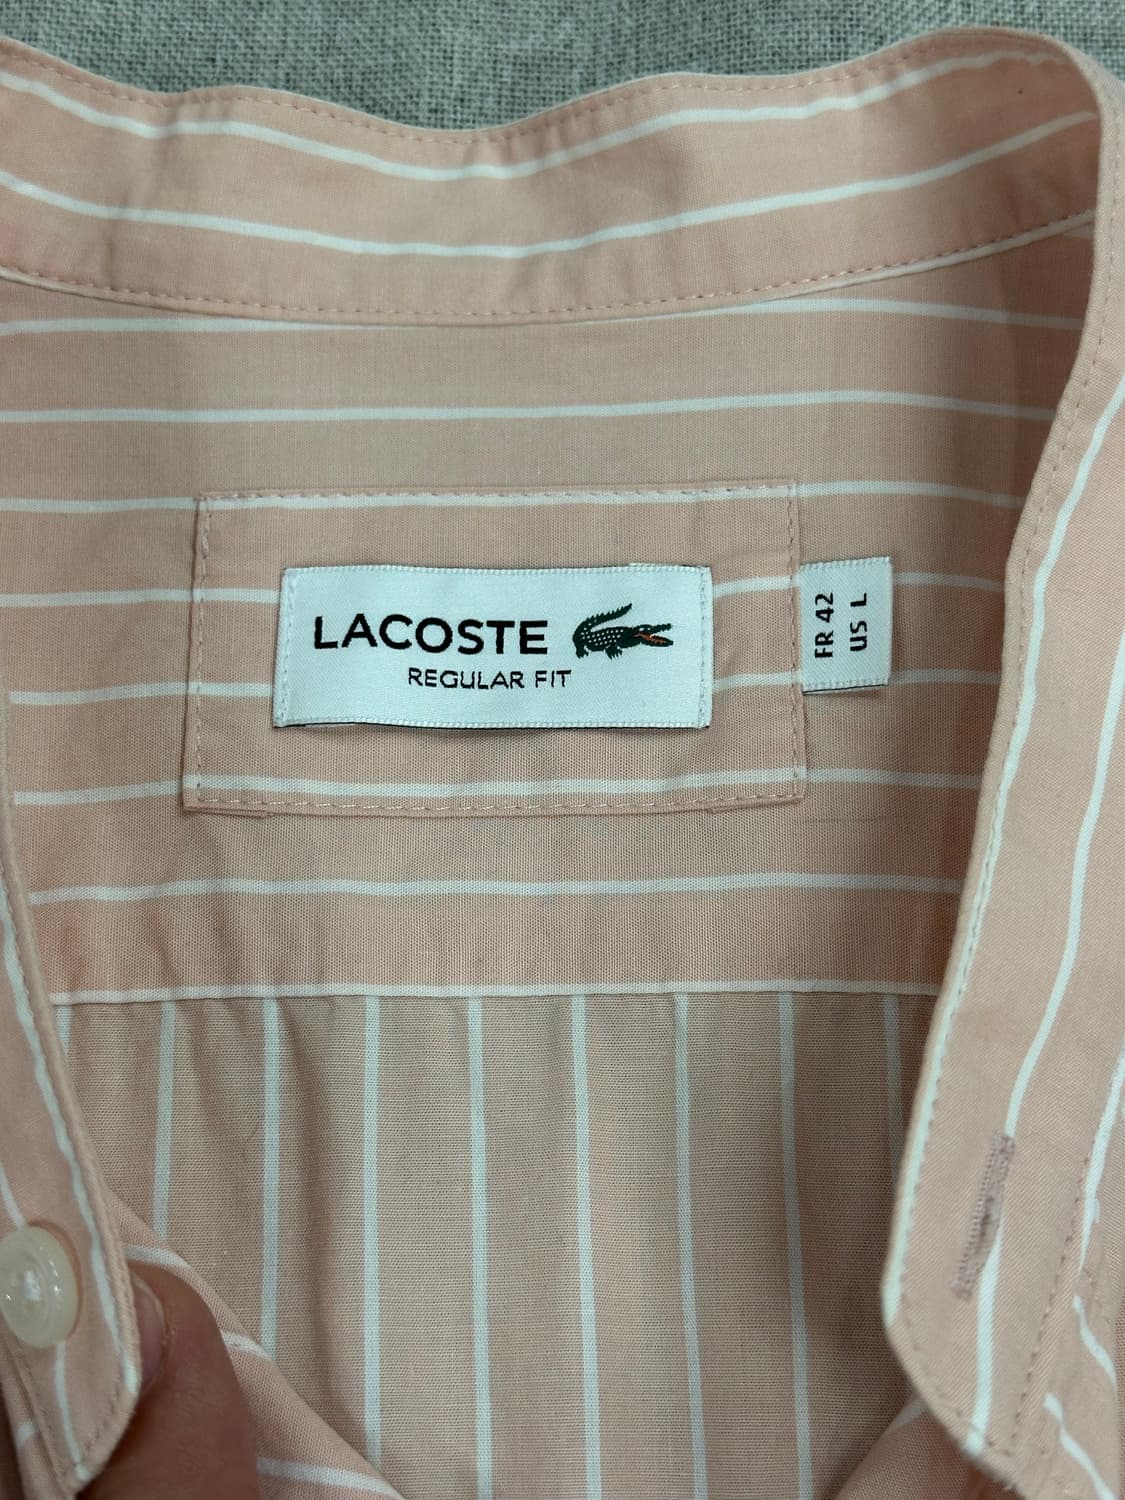 LACOSTE
REGULAR FIT
FR 42
US L